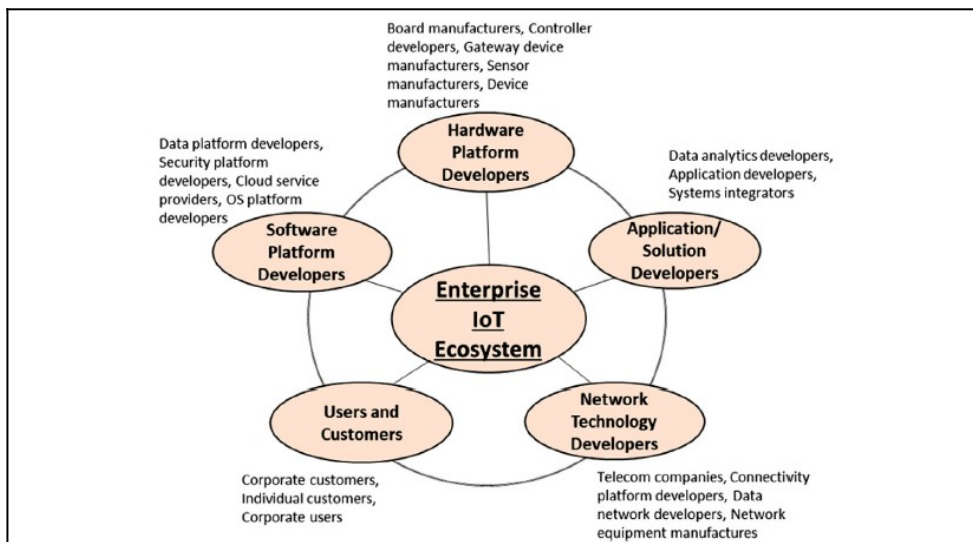 Board manufacturers, Controller
developers, Gateway device
manufacturers, Sensor
manufacturers, Device
manufacturers
Hardware
Platform
Developers
Data platform developers,
Security platform
developers, Cloud service
providers, OS platform
developers
Data analytics developers,
Application developers,
Systems integrators
Software
Platform
Developers
Application/
Solution
Developers
Enterprise
IoT
Ecosystem
Users and
Customers
Network
Technology
Developers
Corporate customers,
Individual customers,
Corporate users
Telecom companies, Connectivity
platform developers, Data
network developers, Network
equipment manufactures